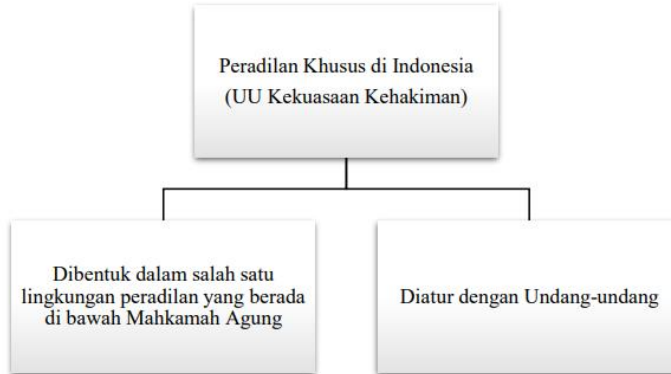 Peradilan Khusus di Indonesia
(UU Kekuasaan Kehakiman)
Dibentuk dalam salah satu
lingkungan peradilan yang berada
di bawah Mahkamah Agung
Diatur dengan Undang-undang